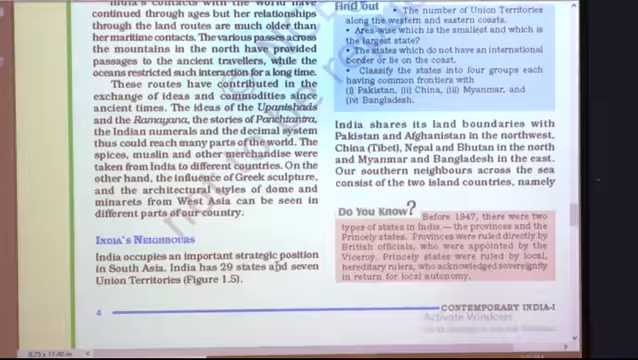 India's contacts with the world have
continued through ages but her relationships
through the land routes are much older than
her maritime contacts. The various passes across
the mountains in the north have provided
passages to the ancient travellers, while the
oceans restricted such interaction for a long time.
These routes have contributed in the
exchange of ideas and commodities since
ancient times. The ideas of the Upanishads
and the Ramayana, the stories of Panchtantra,
the Indian numerals and the decimal system
thus could reach many parts of the world. The
spices, muslin and other merchandise were
taken from India to different countries. On the
other hand, the influence of Greek sculpture,
and the architectural styles of dome and
minarets from West Asia can be seen in
different parts of our country.
INDIA'S NEIGHBOURS
India occupies an important strategic position
in South Asia. India has 29 states and seven
Union Territories (Figure 1.5).
Find out
• The number of Union Territories
along the western and eastern coasts.
• Area-wise which is the smallest and which is
the largest state?
• The states which do not have an international
border or lie on the coast.
• Classify the states into four groups each
having common frontiers with
(i) Pakistan, (ii) China, (iii) Myanmar, and
(iv) Bangladesh.
India shares its land boundaries with
Pakistan and Afghanistan in the northwest,
China (Tibet), Nepal and Bhutan in the north
and Myanmar and Bangladesh in the east.
Our southern neighbours across the sea
consist of the two island countries, namely
Do You Know?
Before 1947, there were two
types of states in India — the provinces and the
Princely states. Provinces were ruled directly by
British officials, who were appointed by the
Viceroy. Princely states were ruled by local,
hereditary rulers, who acknowledged sovereignity
in return for local autonomy.
4
CONTEMPORARY INDIA-I
Activate Windows
8.75 x 11.40 in